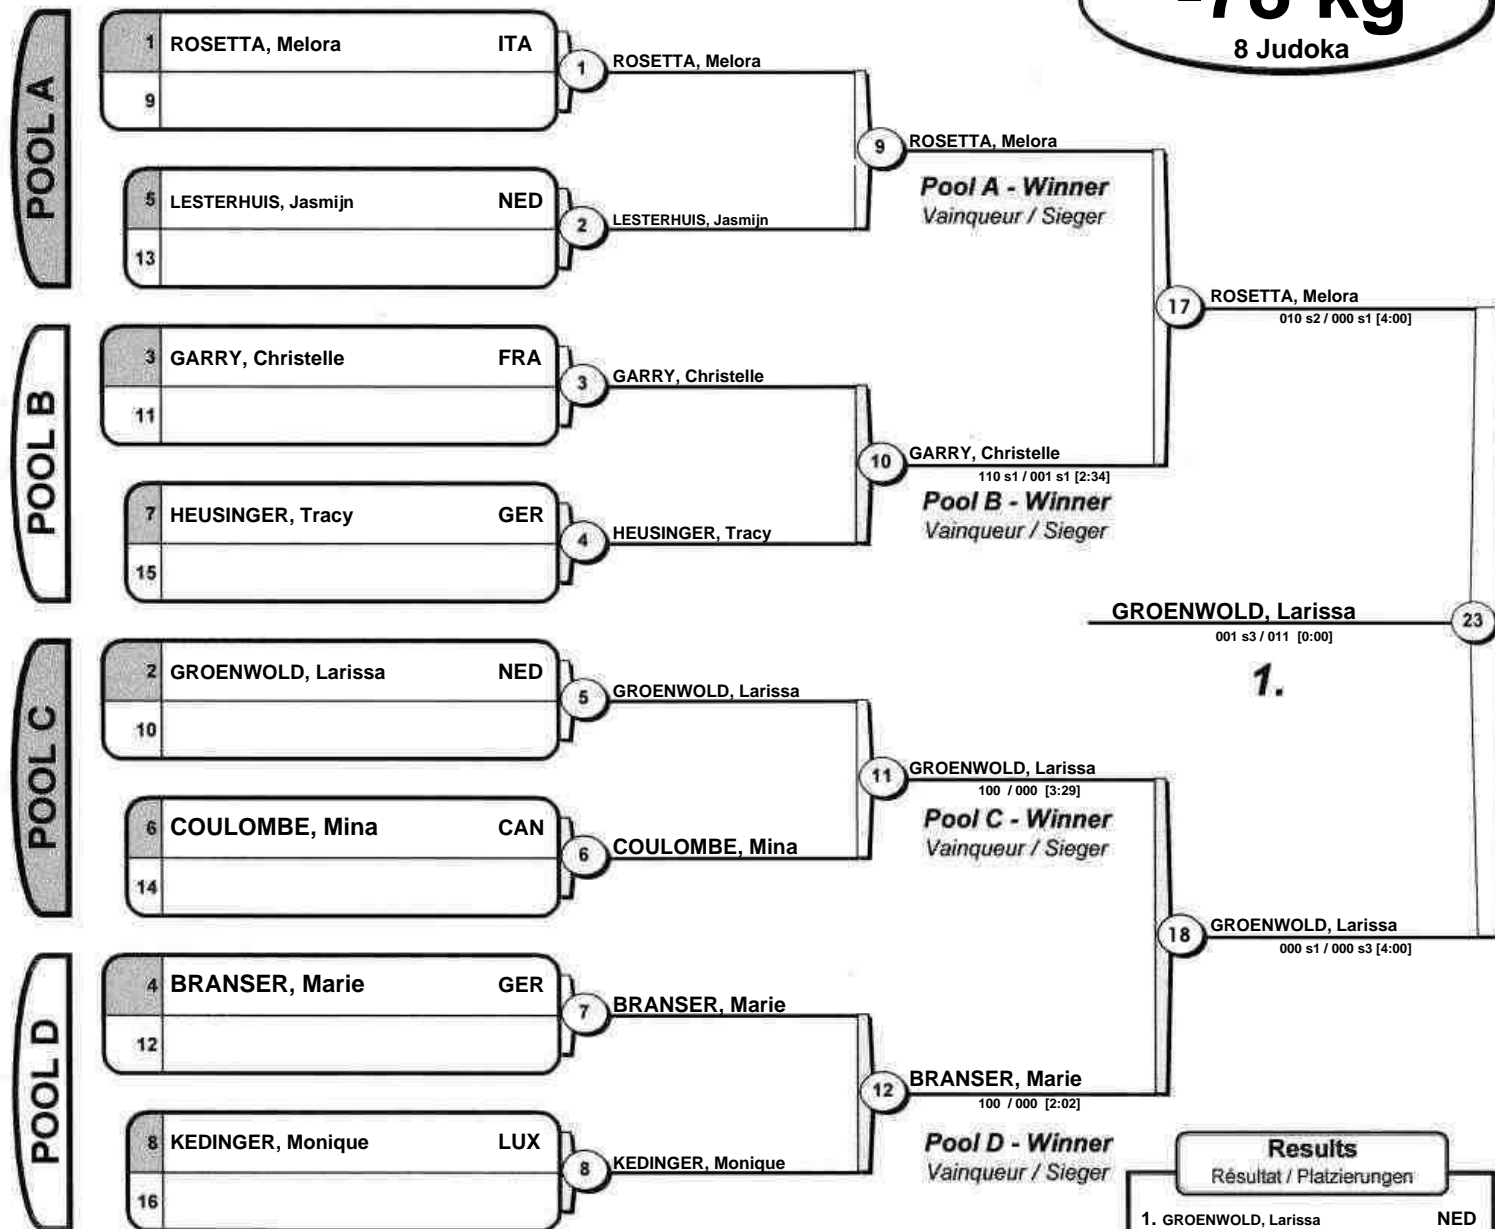 -78 kg
8 Judoka
POOL A
1 ROSETTA, Melora ITA
9
1
ROSETTA, Melora
5 LESTERHUIS, Jasmijn NED
13
2
LESTERHUIS, Jasmijn
9
ROSETTA, Melora
Pool A - Winner
Vainqueur / Sieger
POOL B
3 GARRY, Christelle FRA
11
3
GARRY, Christelle
7 HEUSINGER, Tracy GER
15
4
HEUSINGER, Tracy
10
GARRY, Christelle
110 s1 / 001 s1 [2:34]
Pool B - Winner
Vainqueur / Sieger
17
ROSETTA, Melora
010 s2 / 000 s1 [4:00]
GROENWOLD, Larissa
23
001 s3 / 011 [0:00]
1.
POOL C
2 GROENWOLD, Larissa NED
10
5
GROENWOLD, Larissa
6 COULOMBE, Mina CAN
14
6
COULOMBE, Mina
11
GROENWOLD, Larissa
100 / 000 [3:29]
Pool C - Winner
Vainqueur / Sieger
18
GROENWOLD, Larissa
000 s1 / 000 s3 [4:00]
POOL D
4 BRANSER, Marie GER
12
7
BRANSER, Marie
8 KEDINGER, Monique LUX
16
8
KEDINGER, Monique
12
BRANSER, Marie
100 / 000 [2:02]
Pool D - Winner
Vainqueur / Sieger
Results
Résultat / Platzierungen
1. GROENWOLD, Larissa NED